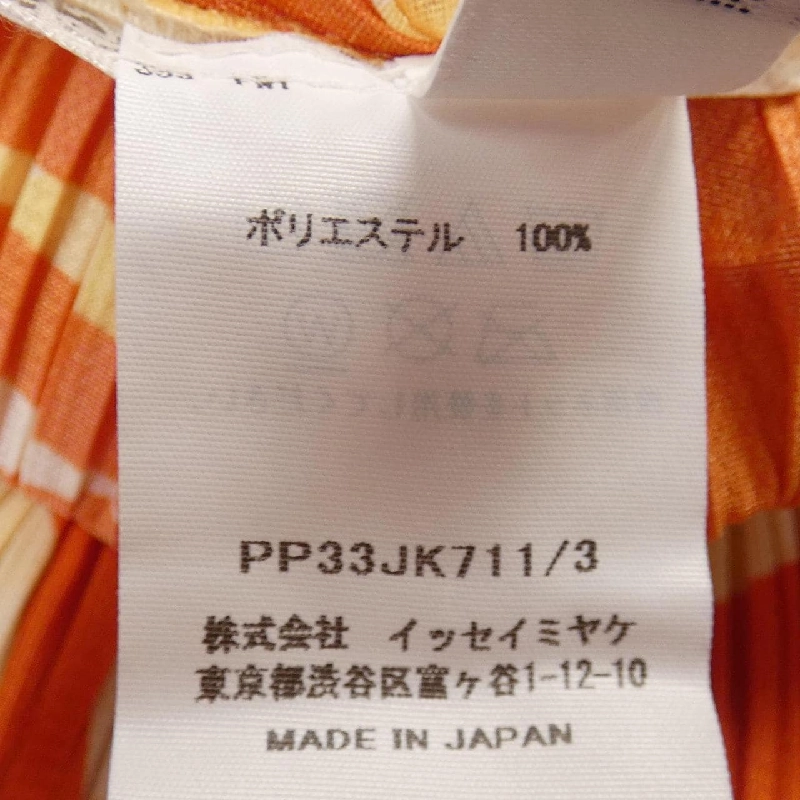 ポリエステル 100%
PP33JK711/3
株式会社 イッセイミヤケ
東京都渋谷区富ヶ谷1-12-10
MADE IN JAPAN